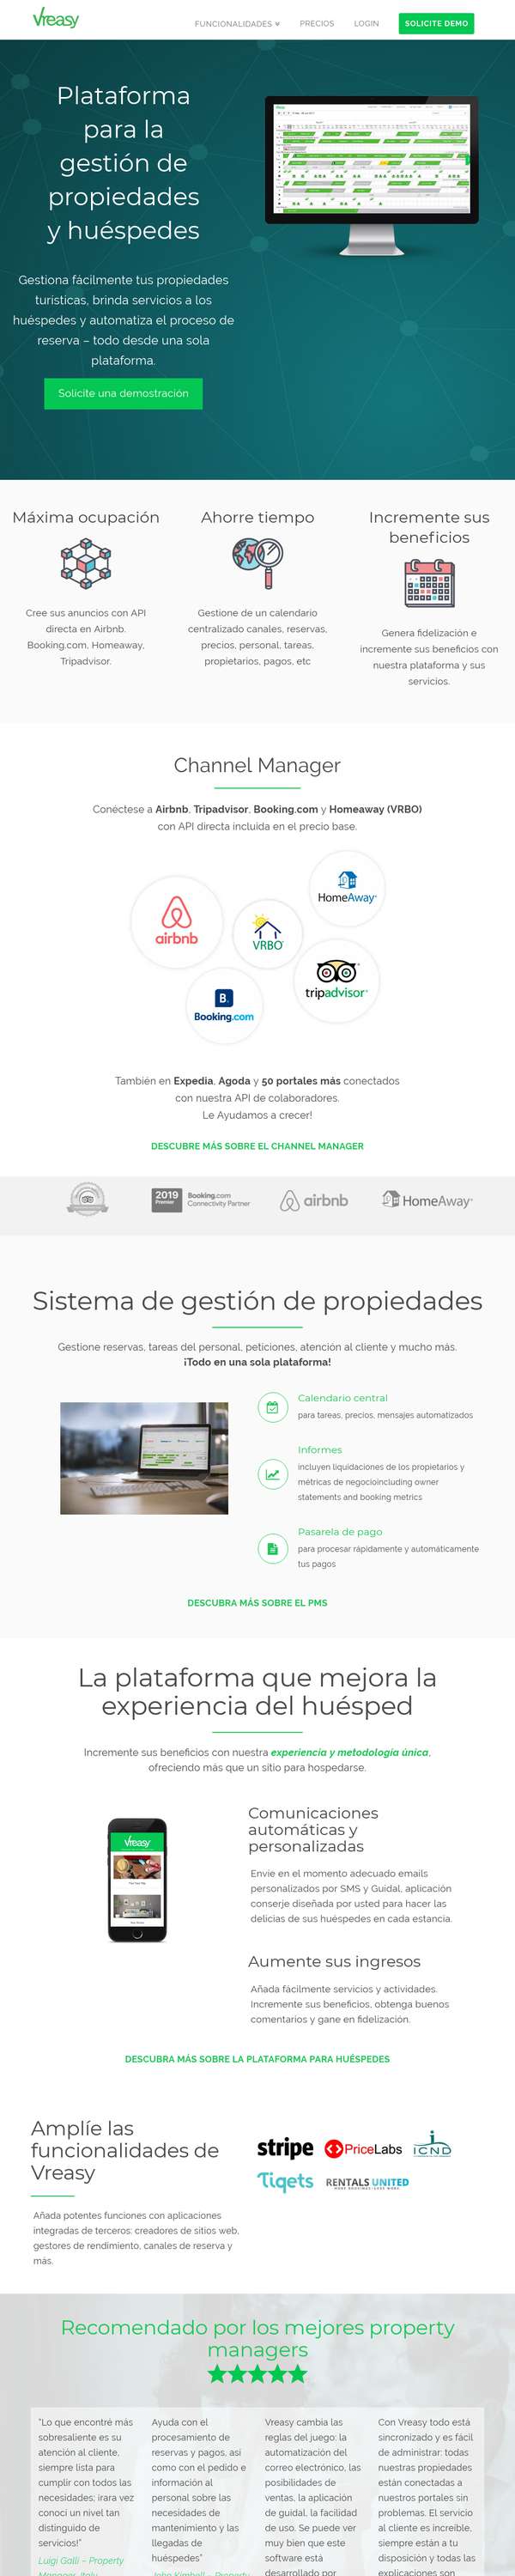 Vreasy
FUNCIONALIDADES
PRECIOS
LOGIN
SOLICITE DEMO
Plataforma
para la
gestión de
propiedades
y huéspedes
Gestiona fácilmente tus propiedades
turísticas, brinda servicios a los
huéspedes y automatiza el proceso de
reserva – todo desde una sola
plataforma.
Solicite una demostración
Máxima ocupación
Cree sus anuncios con API
directa en Airbnb,
Booking.com, Homeaway,
Tripadvisor.
Ahorre tiempo
Gestione de un calendario
centralizado canales, reservas,
precios, personal, tareas,
propietarios, pagos, etc
Incremente sus
beneficios
Genera fidelización e
incremente sus beneficios con
nuestra plataforma y sus
servicios.
Channel Manager
Conéctese a Airbnb, Tripadvisor, Booking.com y Homeaway (VRBO)
con API directa incluida en el precio base.
airbnb
VRBO
HomeAway
B.
Booking.com
tripadvisor
También en Expedia, Agoda y 50 portales más conectados
con nuestra API de colaboradores.
Le Ayudamos a crecer!
DESCUBRE MÁS SOBRE EL CHANNEL MANAGER
2019
Premier
Booking.com
Connectivity Partner
airbnb
HomeAway
Sistema de gestión de propiedades
Gestione reservas, tareas del personal, peticiones, atención al cliente y mucho más.
¡Todo en una sola plataforma!
Calendario central
para tareas, precios, mensajes automatizados
Informes
incluyen liquidaciones de los propietarios y
métricas de negocioincluding owner
statements and booking metrics
Pasarela de pago
para procesar rápidamente y automáticamente
tus pagos
DESCUBRA MÁS SOBRE EL PMS
La plataforma que mejora la
experiencia del huésped
Incremente sus beneficios con nuestra experiencia y metodología única,
ofreciendo más que un sitio para hospedarse.
Vreasy
Comunicaciones
automáticas y
personalizadas
Envie en el momento adecuado emails
personalizados por SMS y Guidal, aplicación
conserje diseñada por usted para hacer las
delicias de sus huéspedes en cada estancia.
Aumente sus ingresos
Añada fácilmente servicios y actividades.
Incremente sus beneficios, obtenga buenos
comentarios y gane en fidelización.
DESCUBRA MÁS SOBRE LA PLATAFORMA PARA HUÉSPEDES
Amplíe las
funcionalidades de
Vreasy
Añada potentes funciones con aplicaciones
integradas de terceros: creadores de sitios web,
gestores de rendimiento, canales de reserva y
más.
stripe
PriceLabs
ICND
Tiqets
RENTALS UNITED
MORE BOOKINGS. LESS WORK.
Recomendado por los mejores property
managers
"Lo que encontré más
sobresaliente es su
atención al cliente,
siempre lista para
cumplir con todos las
necesidades; ¡rara vez
conocí un nivel tan
distinguido de
servicios!"
Luigi Galli – Property
Manager, Italy
Ayuda con el
procesamiento de
reservas y pagos, así
como con el pedido e
información al
personal sobre las
necesidades de
mantenimiento y las
llegadas de
huéspedes"
John Kimball – Property
Vreasy cambia las
reglas del juego: la
automatización del
correo electrónico, las
posibilidades de
ventas, la aplicación
de guidal, la facilidad
de uso. Se puede ver
muy bien que este
software está
desarrollado por
Con Vreasy todo está
sincronizado y es fácil
de administrar: todas
nuestras propiedades
están conectadas a
nuestros portales sin
problemas. El servicio
al cliente es increíble,
siempre están a tu
disposición y todas las
explicaciones son